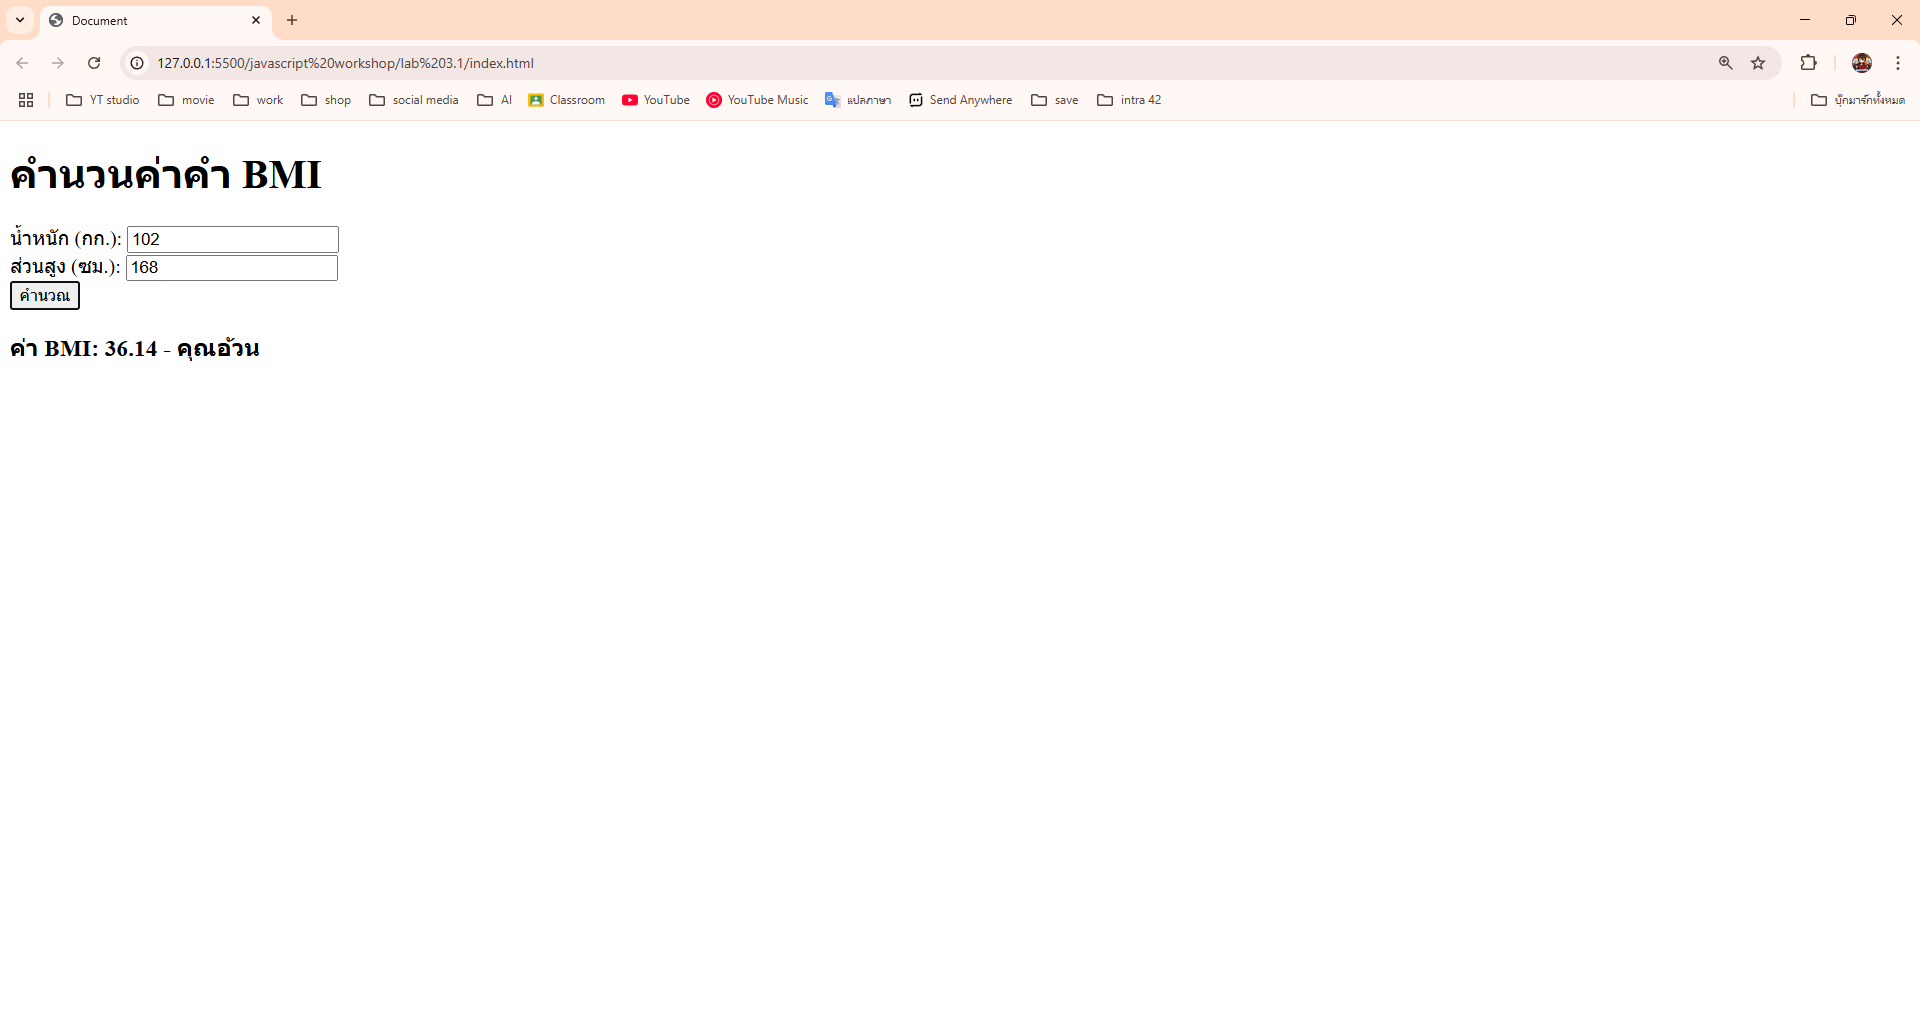 Document
127.0.0.1:5500/javascript%20workshop/lab%203.1/index.html
YT studio movie work shop social media AI Classroom YouTube YouTube Music แปลภาษา Send Anywhere save intra 42 บุ๊กมาร์กทั้งหมด
คำนวนค่าคำ BMI
น้ำหนัก (กก.): 102
ส่วนสูง (ซม.): 168
คำนวณ
ค่า BMI: 36.14 - คุณอ้วน